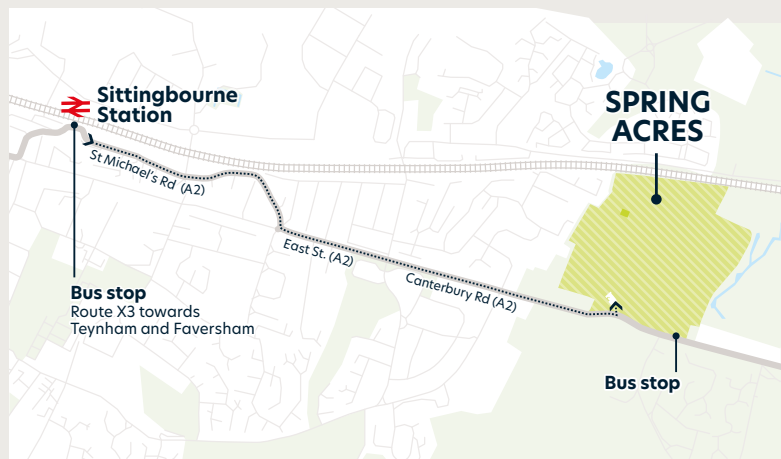 Sittingbourne
Station
SPRING
ACRES
St Michael's Rd (A2)
East St. (A2)
Canterbury Rd (A2)
Bus stop
Route X3 towards
Teynham and Faversham
Bus stop